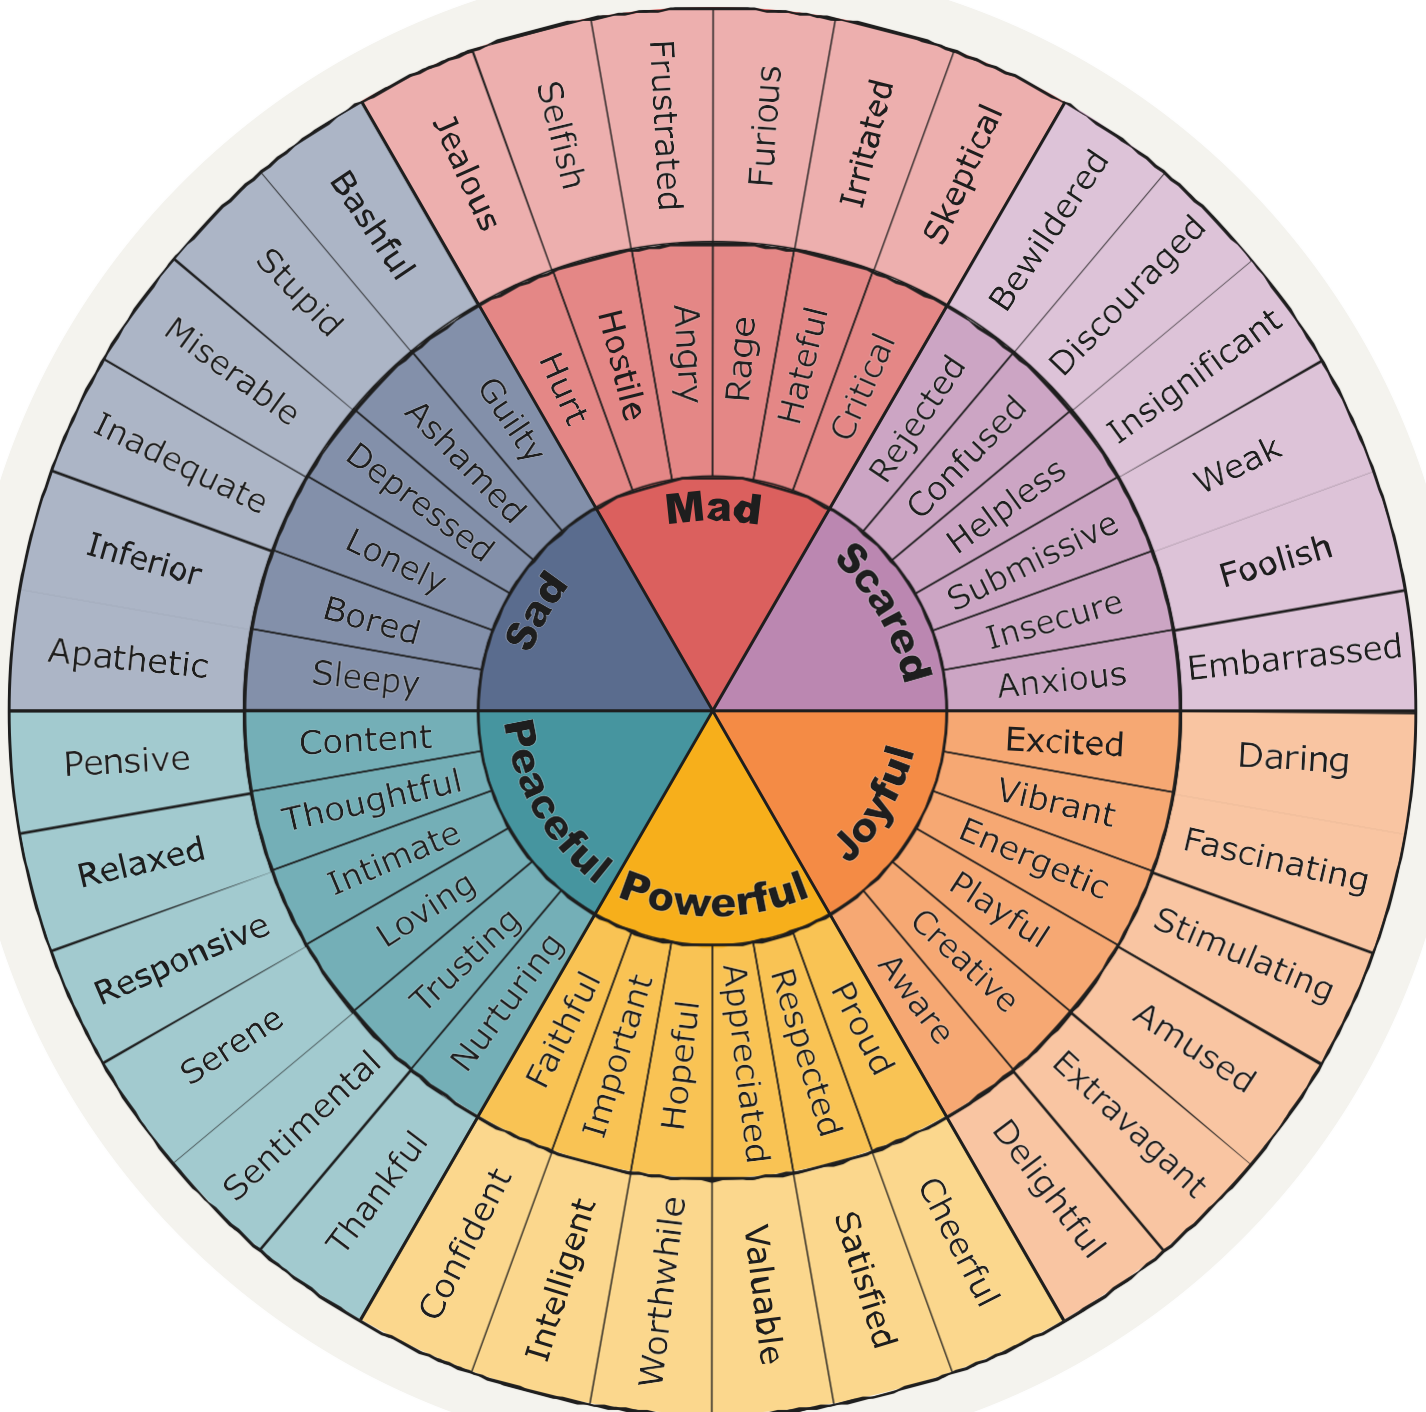 Mad
Hurt
Hostile
Angry
Rage
Hateful
Critical
Jealous
Selfish
Frustrated
Furious
Irritated
Skeptical
Scared
Rejected
Confused
Helpless
Submissive
Insecure
Anxious
Bewildered
Discouraged
Insignificant
Weak
Foolish
Embarrassed
Joyful
Excited
Vibrant
Energetic
Playful
Creative
Aware
Daring
Fascinating
Stimulating
Amused
Extravagant
Delightful
Powerful
Proud
Respected
Appreciated
Hopeful
Important
Faithful
Cheerful
Satisfied
Valuable
Worthwhile
Intelligent
Confident
Peaceful
Nurturing
Trusting
Loving
Intimate
Thoughtful
Content
Thankful
Sentimental
Serene
Responsive
Relaxed
Pensive
Sad
Sleepy
Bored
Lonely
Depressed
Ashamed
Guilty
Apathetic
Inferior
Inadequate
Miserable
Stupid
Bashful